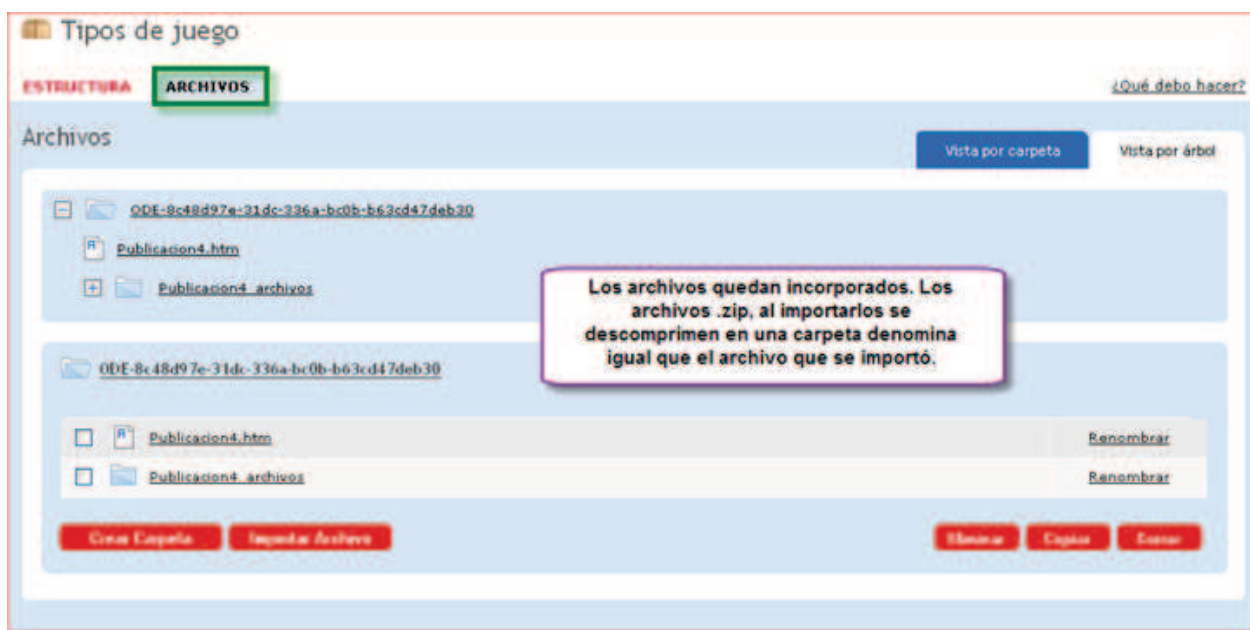 Tipos de juego
ESTRUCTURA ARCHIVOS ¿Qué debo hacer?
Archivos
Vista por carpeta Vista por árbol
ODE-8c48d97e-31dc-336a-bc0b-b63cd47deb30
Publicacion4.htm
Publicacion4_archivos
Los archivos quedan incorporados. Los
archivos .zip, al importarlos se
descomprimen en una carpeta denomina
igual que el archivo que se importó.
ODE-8c48d97e-31dc-336a-bc0b-b63cd47deb30
Publicacion4.htm Renombrar
Publicacion4_archivos Renombrar
Crear Carpeta Importar Archivo Eliminar Copiar